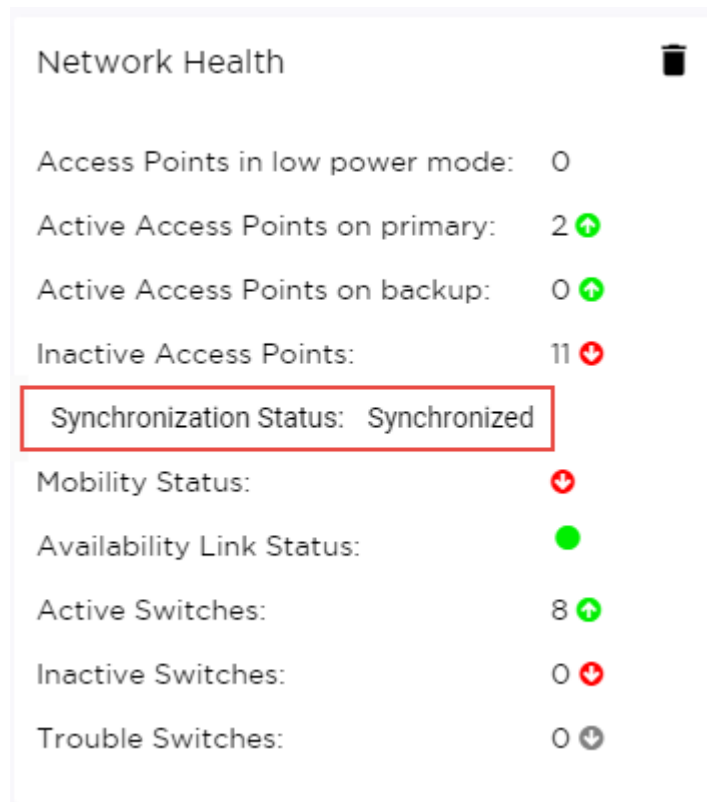 Network Health
Access Points in low power mode: 0
Active Access Points on primary: 2
Active Access Points on backup: 0
Inactive Access Points: 11
Synchronization Status: Synchronized
Mobility Status:
Availability Link Status:
Active Switches: 8
Inactive Switches: 0
Trouble Switches: 0